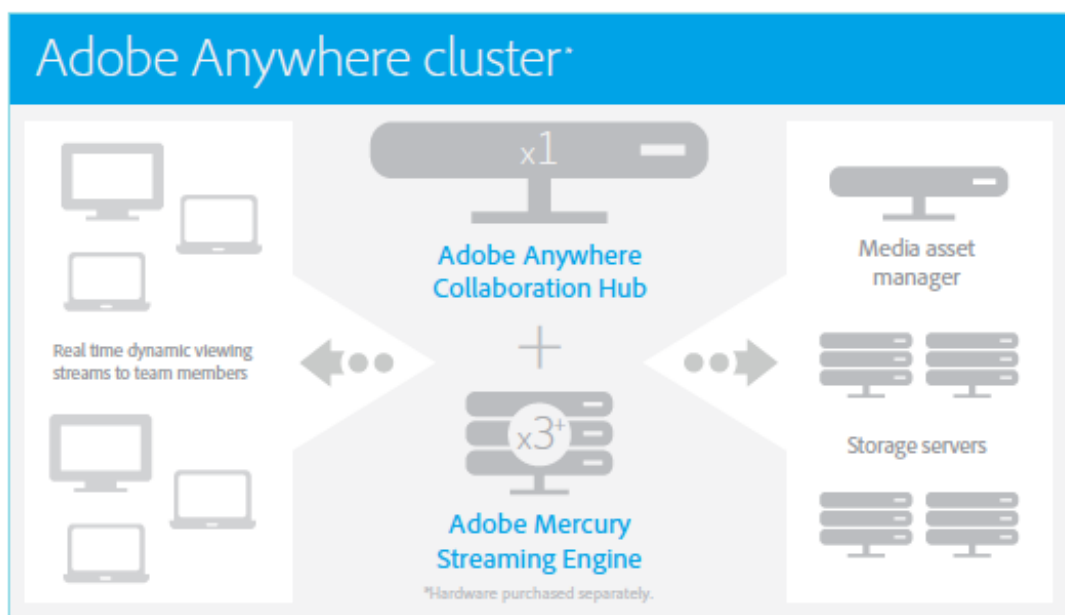 Adobe Anywhere cluster*
x1
Adobe Anywhere
Collaboration Hub
+
x3+
Adobe Mercury
Streaming Engine
*Hardware purchased separately.
Real time dynamic viewing
streams to team members
Media asset
manager
Storage servers